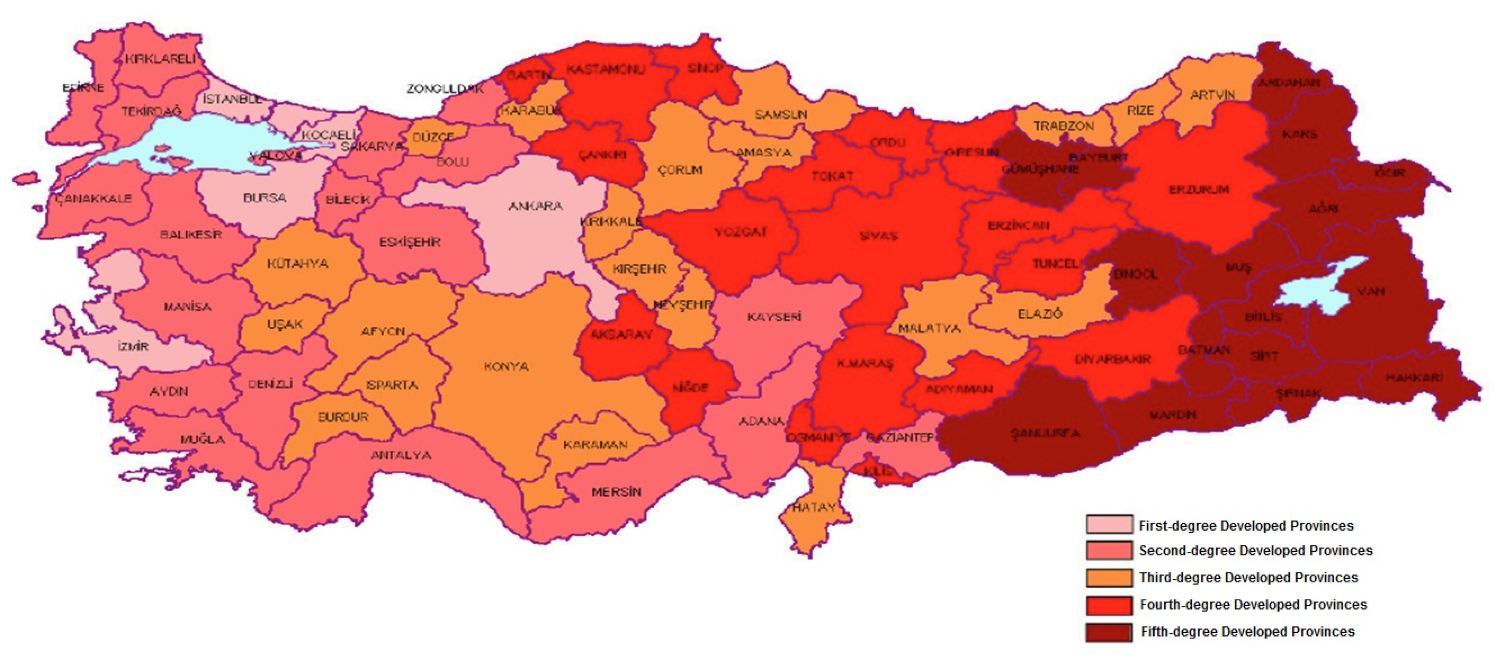 KIRKLARELİ
EDİRNE
TEKİRDAĞ
İSTANBUL
KOCAELİ
YALOVA
SAKARYA
DÜZCE
ZONGULDAK
BARTIN
KARABÜK
KASTAMONU
SİNOP
SAMSUN
ÇANKIRI
BOLU
ÇORUM
AMASYA
TOKAT
ORDU
GİRESUN
GÜMÜŞHANE
BAYBURT
TRABZON
RİZE
ARTVİN
ARDAHAN
KARS
IĞDIR
AĞRI
ERZURUM
ÇANAKKALE
BURSA
BİLECİK
BALIKESİR
ESKİŞEHİR
ANKARA
KIRIKKALE
YOZGAT
SİVAS
ERZİNCAN
TUNCELİ
BİNGÖL
MUŞ
VAN
BİTLİS
KÜTAHYA
KIRŞEHİR
NEVŞEHİR
MANİSA
UŞAK
AFYON
İZMİR
KONYA
AKSARAY
KAYSERİ
NİĞDE
MALATYA
ELAZIĞ
K.MARAŞ
ADIYAMAN
DİYARBAKIR
BATMAN
SİİRT
ŞIRNAK
HAKKARİ
MARDİN
ŞANLIURFA
AYDIN
DENİZLİ
ISPARTA
BURDUR
MUĞLA
ANTALYA
KARAMAN
MERSİN
ADANA
OSMANİYE
GAZİANTEP
KİLİS
HATAY
First-degree Developed Provinces
Second-degree Developed Provinces
Third-degree Developed Provinces
Fourth-degree Developed Provinces
Fifth-degree Developed Provinces